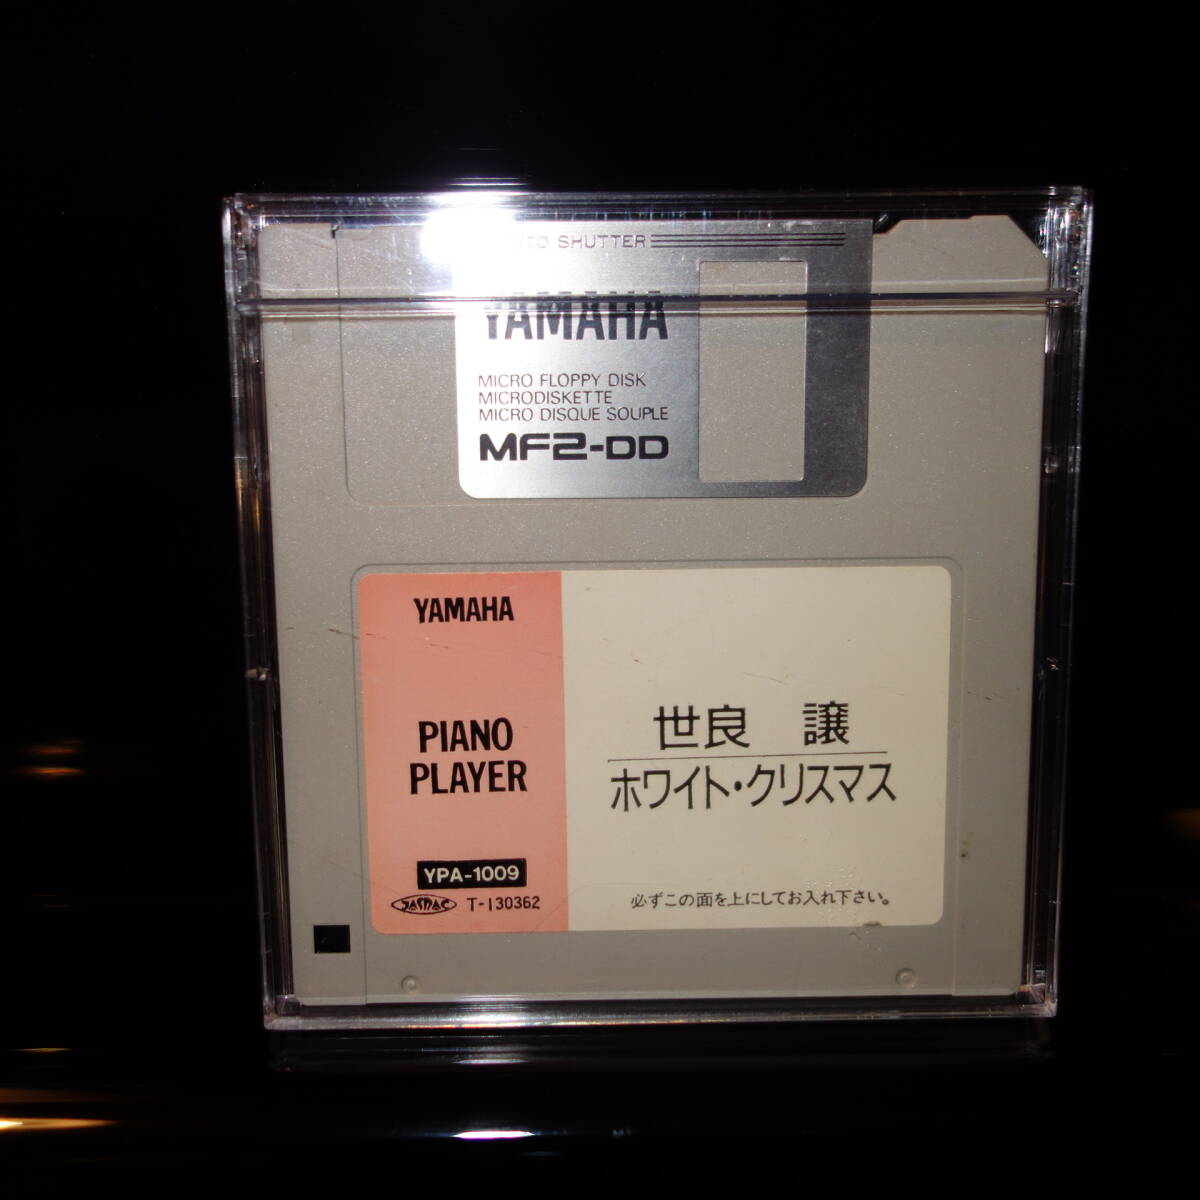 AUTO SHUTTER
YAMAHA
MICRO FLOPPY DISK
MICRODISKETTE
MICRO DISQUE SOUPLE
MF2-DD
YAMAHA
PIANO
PLAYER
YPA-1009
JASRAC T-130362
世良 譲
ホワイト・クリスマス
必ずこの面を上にしてお入れ下さい。